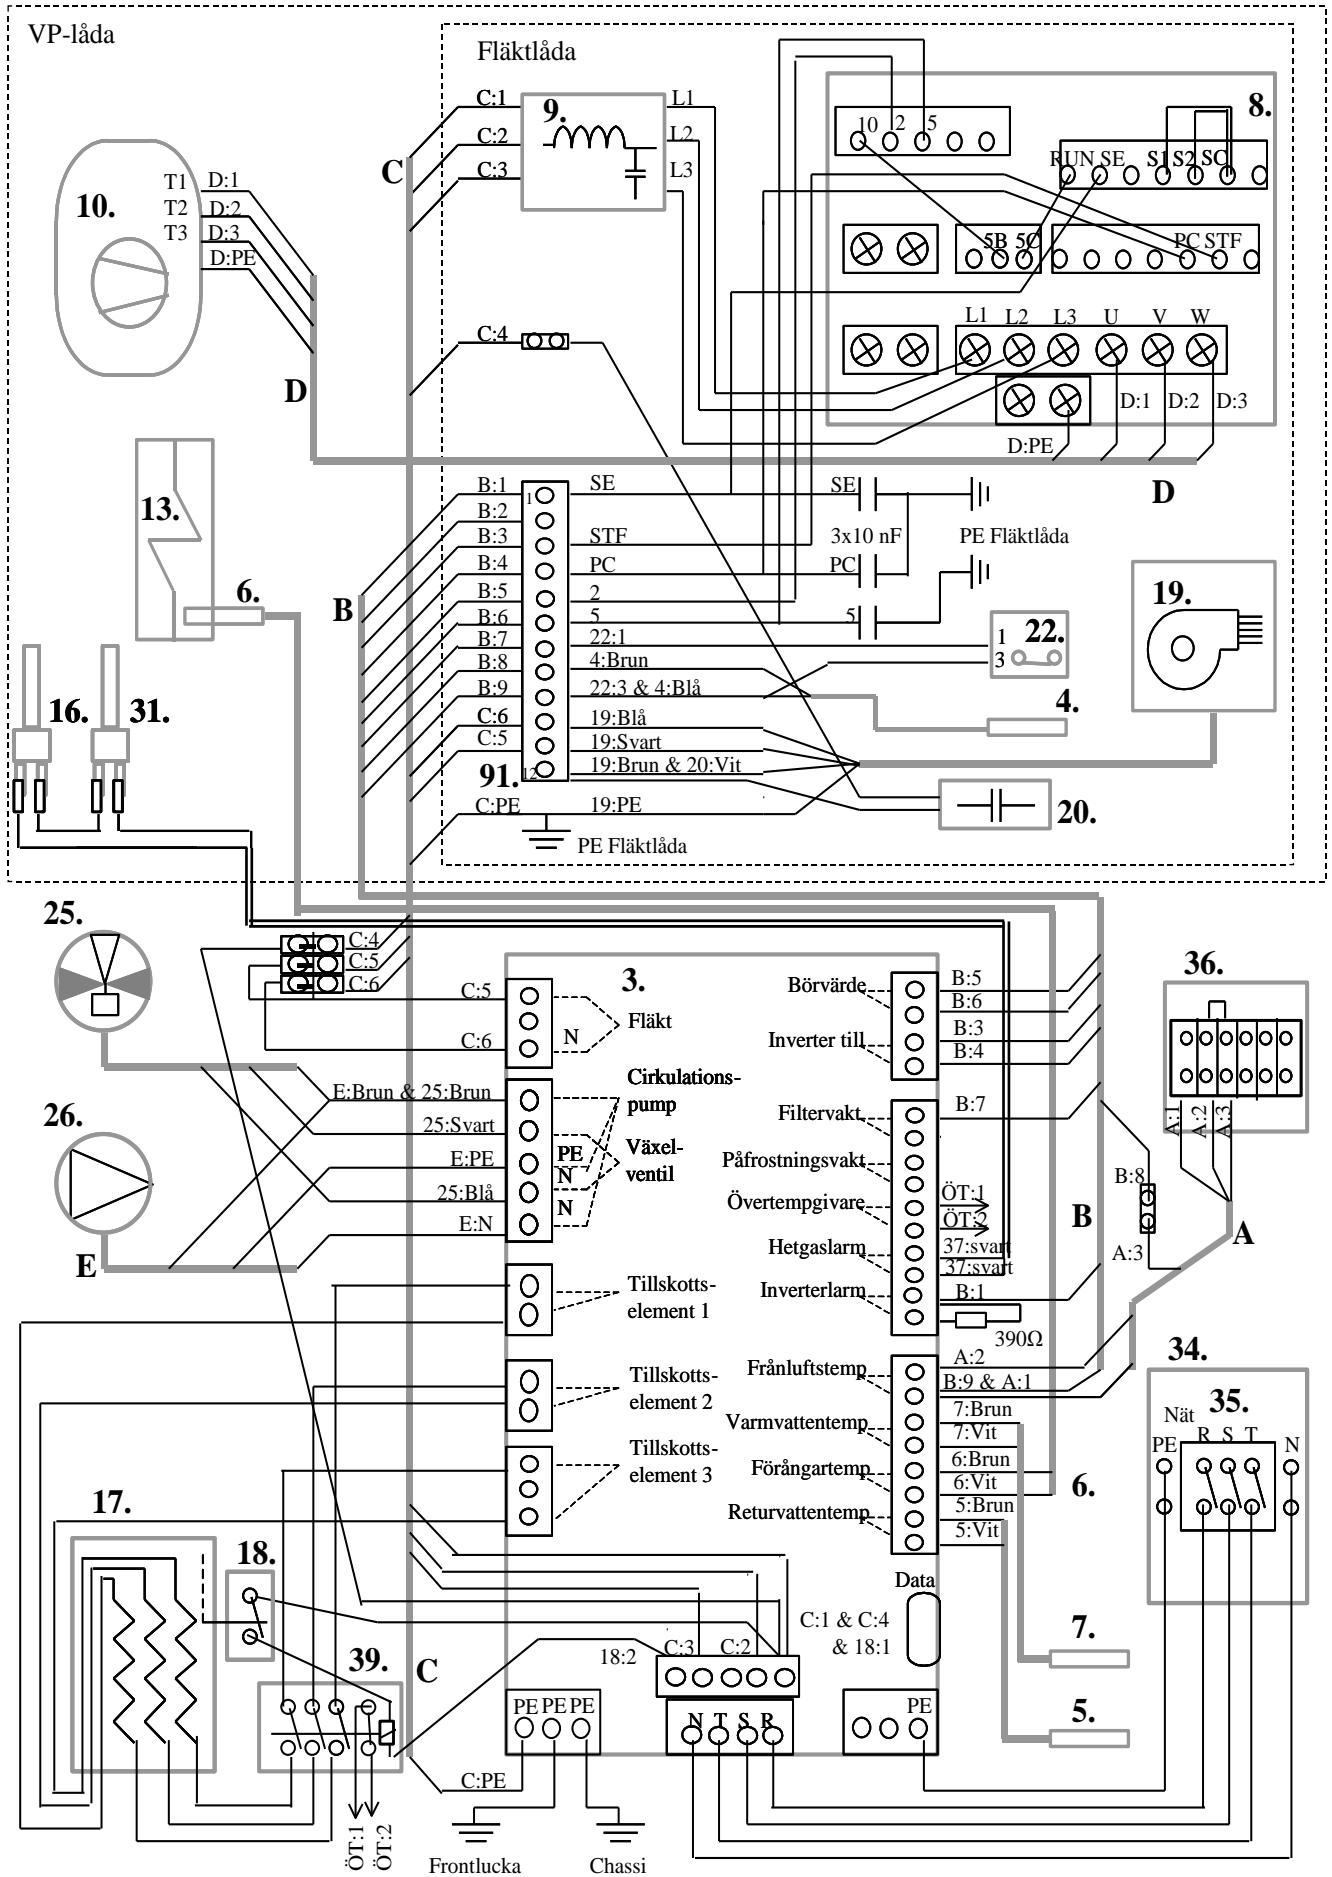 VP-låda
Fläktlåda
C:1
C:2
C:3
9.
L1
L2
L3
10 2 5
8.
RUN SE S1 S2 SC
5B 5C
PC STF
L1 L2 L3 U V W
D:1 D:2 D:3
D:PE
D
10.
T1 D:1
T2 D:2
T3 D:3
D:PE
C
D
C:4
13.
6.
B
16. 31.
B:1
B:2
B:3
B:4
B:5
B:6
B:7
B:8
B:9
C:6
C:5
91.
1
12
SE
STF
PC
2
5
22:1
4:Brun
22:3 & 4:Blå
19:Blå
19:Svart
19:Brun & 20:Vit
C:PE
19:PE
PE Fläktlåda
SE
3x10 nF
PC
5
PE Fläktlåda
1
3
22.
19.
4.
20.
25.
C:4
C:5
C:6
26.
E
C:5
C:6
E:Brun & 25:Brun
25:Svart
E:PE
25:Blå
E:N
3.
Fläkt
N
Cirkulations-
pump
PE
N
N
Växel-
ventil
Tillskotts-
element 1
Tillskotts-
element 2
Tillskotts-
element 3
Börvärde
Inverter till
Filtervakt
Påfrostningsvakt
Övertempgivare
Hetgaslarm
Inverterlarm
Frånluftstemp
Varmvattentemp
Förångartemp
Returvattentemp
B:5
B:6
B:3
B:4
B:7
ÖT:1
ÖT:2
37:svart
37:svart
B:1
390Ω
A:2
B:9 & A:1
7:Brun
7:Vit
6:Brun
6:Vit
5:Brun
5:Vit
B
B:8
A:3
A
36.
A:1
A:2
A:3
6.
34.
35.
Nät
R S T
PE
N
17.
18.
39.
C
ÖT:1
ÖT:2
Data
C:1 & C:4
& 18:1
18:2
C:3 C:2
PE PE PE
N T S R
PE
C:PE
Frontlucka
Chassi
7.
5.